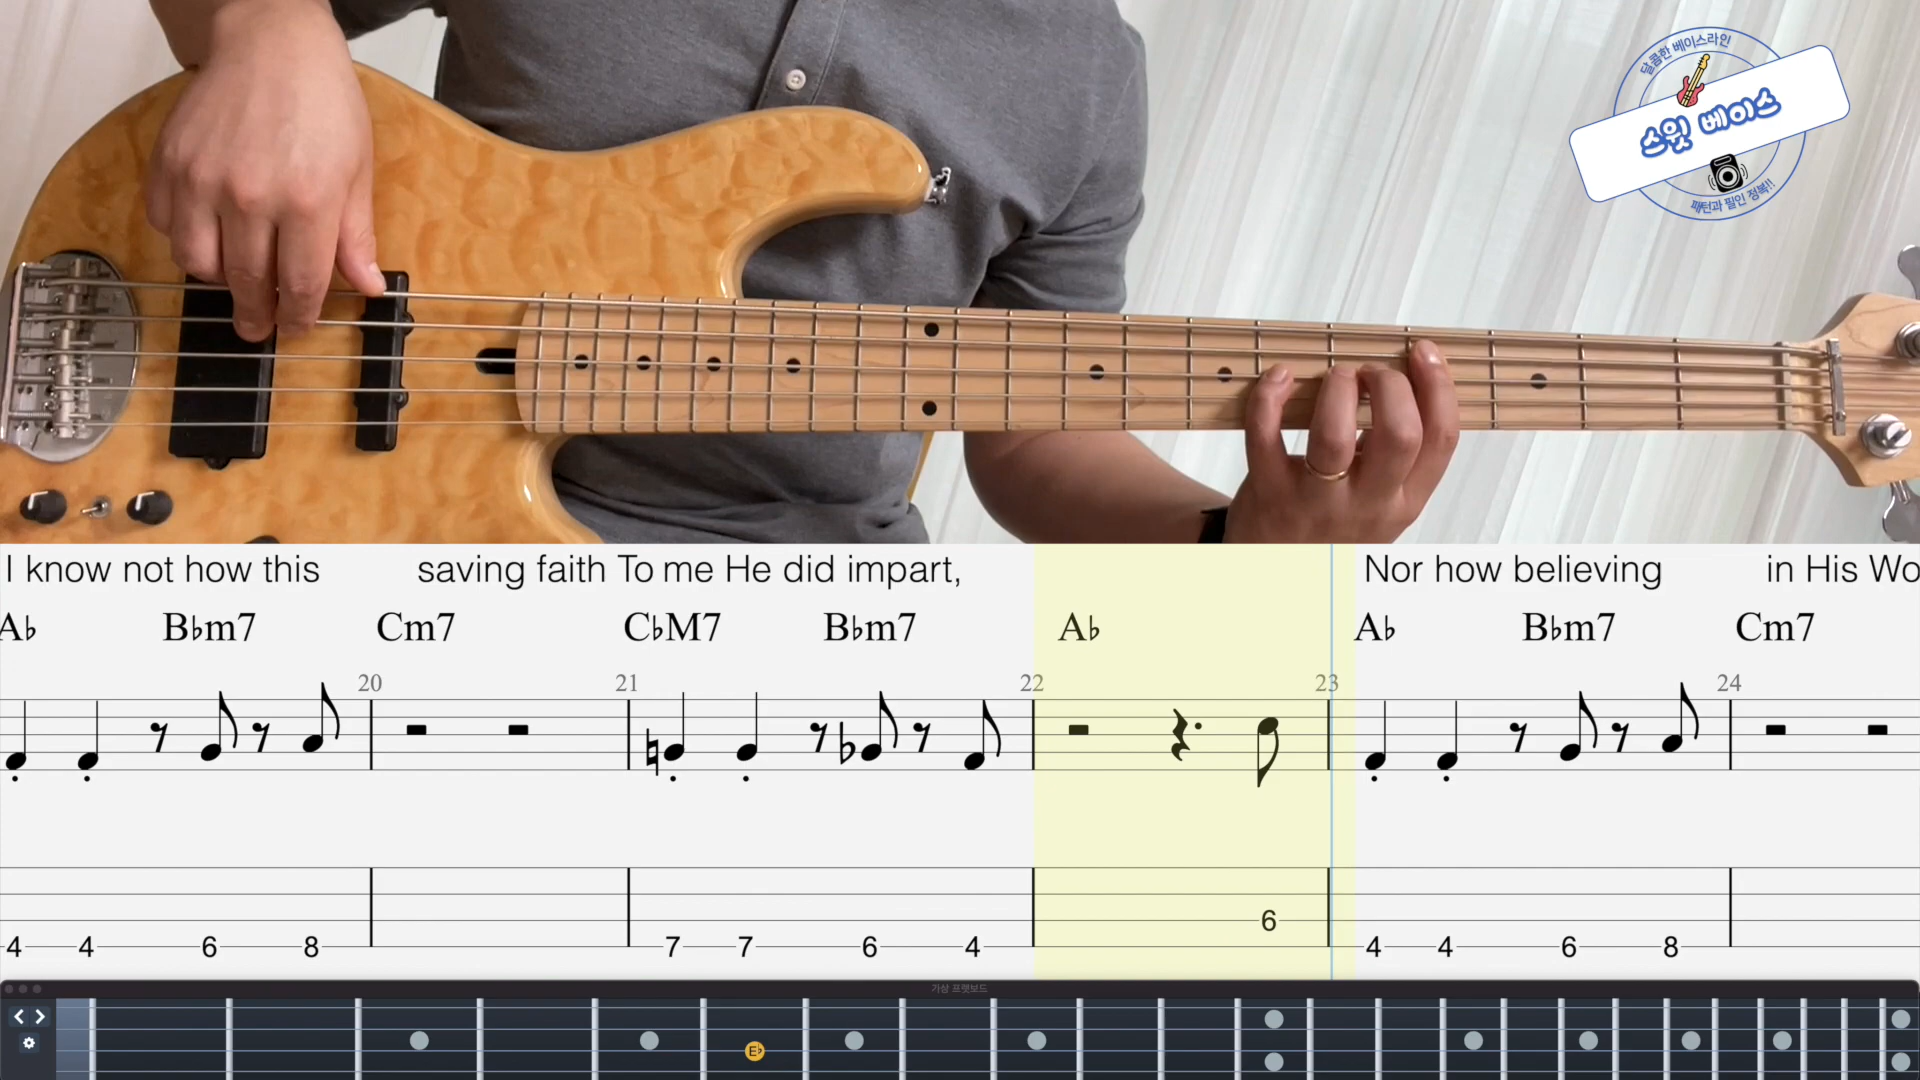 달콤한 베이스라인
스윗 베이스
패턴과 필인 정복!!
I know not how this saving faith To me He did impart, Nor how believing in His Wo
A♭ B♭m7 Cm7 C♭M7 B♭m7 A♭ A♭ B♭m7 Cm7
20 21 22 23 24
6
4 4 6 8 7 7 6 4 4 4 6 8
가상 프렛보드
E♭